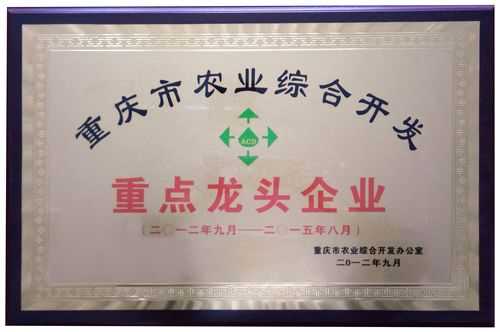 重庆市农业综合开发
ACD
重点龙头企业
(二〇一二年九月——二〇一五年八月)
重庆市农业综合开发办公室
二〇一二年九月